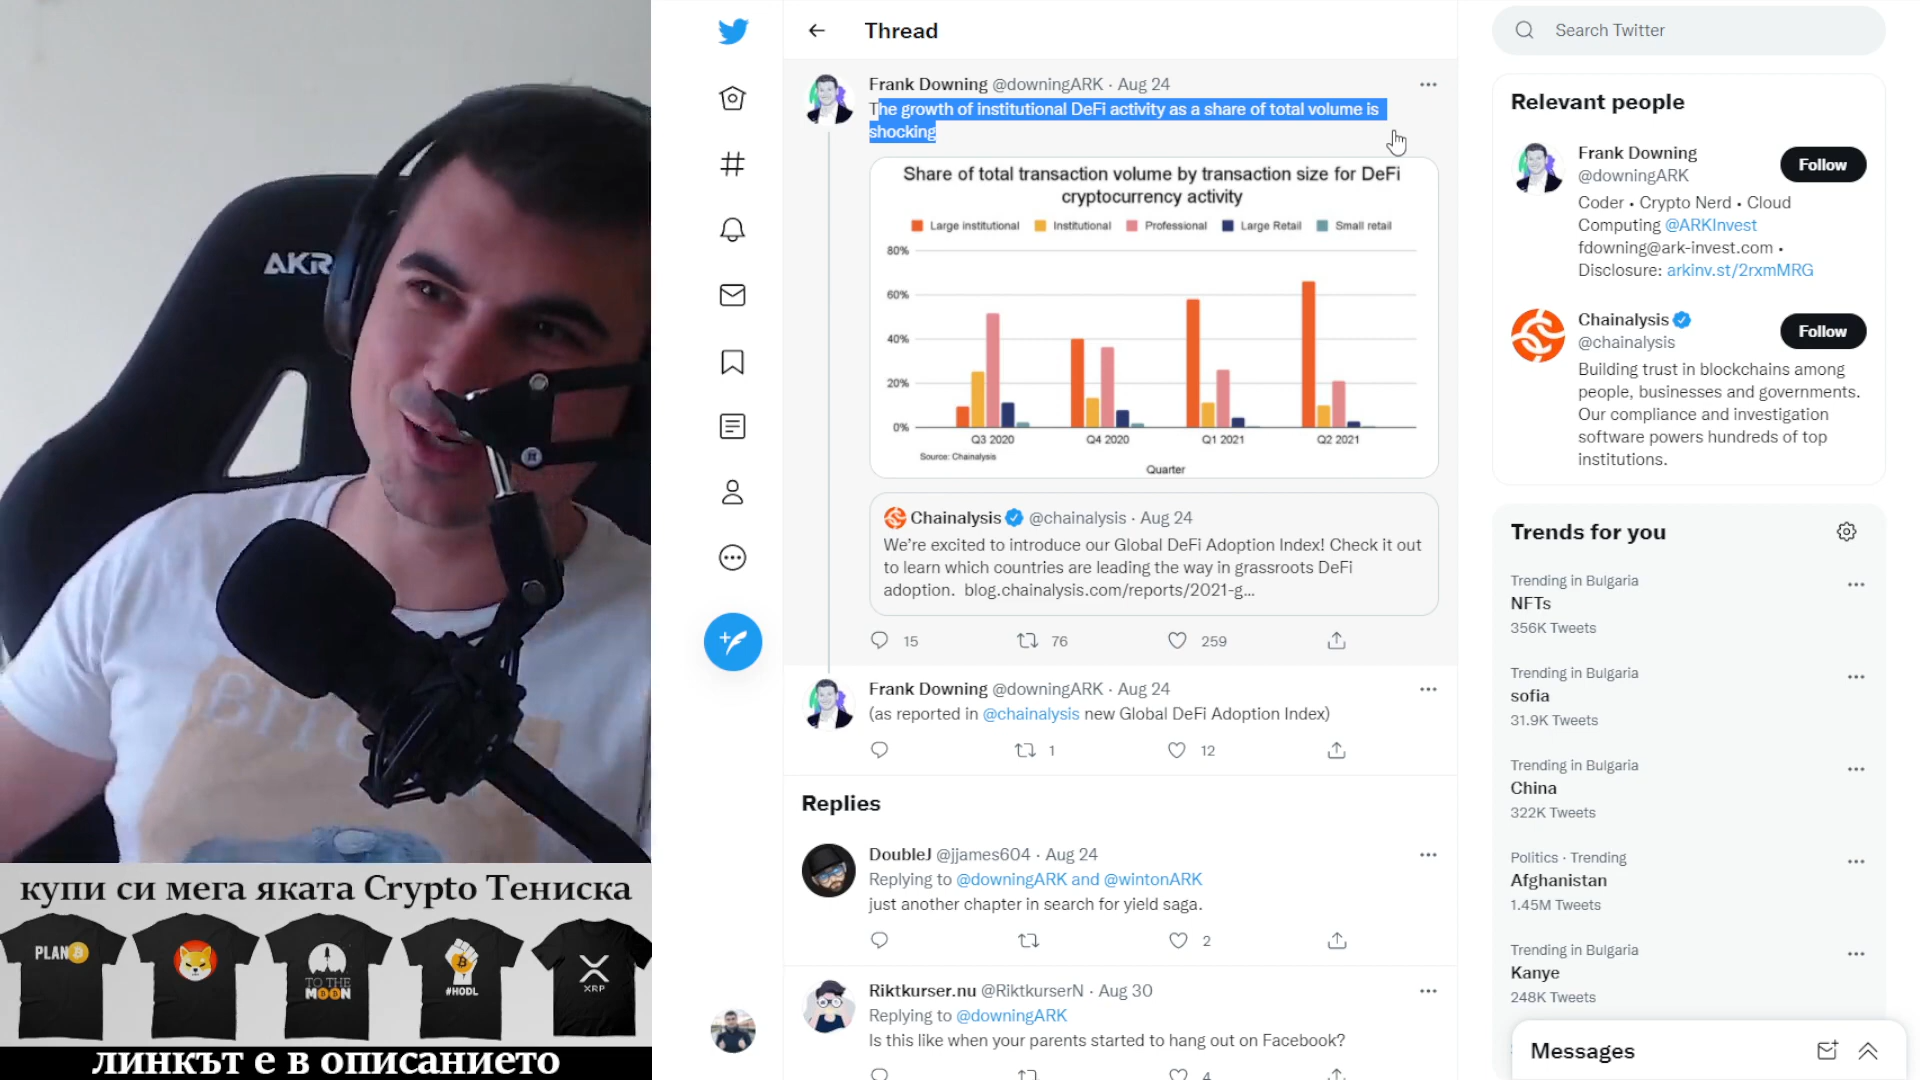 AKR
купи си мега яката Crypto Тениска
PLAN
TO THE
MOON
#HODL
XRP
линкът е в описанието
Thread
Frank Downing @downingARK · Aug 24
The growth of institutional DeFi activity as a share of total volume is
shocking
Share of total transaction volume by transaction size for DeFi
cryptocurrency activity
Large institutional Institutional Professional Large Retail Small retail
80%
60%
40%
20%
0%
Q3 2020 Q4 2020 Q1 2021 Q2 2021
Source: Chainalysis
Quarter
Chainalysis @chainalysis · Aug 24
We're excited to introduce our Global DeFi Adoption Index! Check it out
to learn which countries are leading the way in grassroots DeFi
adoption. blog.chainalysis.com/reports/2021-g...
15 76 259
Frank Downing @downingARK · Aug 24
(as reported in @chainalysis new Global DeFi Adoption Index)
1 12
Replies
DoubleJ @jjames604 · Aug 24
Replying to @downingARK and @wintonARK
just another chapter in search for yield saga.
2
Riktkurser.nu @RiktkurserN · Aug 30
Replying to @downingARK
Is this like when your parents started to hang out on Facebook?
4
Search Twitter
Relevant people
Frank Downing
@downingARK
Follow
Coder • Crypto Nerd • Cloud
Computing @ARKInvest
fdowning@ark-invest.com •
Disclosure: arkinv.st/2rxmMRG
Chainalysis
@chainalysis
Follow
Building trust in blockchains among
people, businesses and governments.
Our compliance and investigation
software powers hundreds of top
institutions.
Trends for you
Trending in Bulgaria
NFTs
356K Tweets
Trending in Bulgaria
sofia
31.9K Tweets
Trending in Bulgaria
China
322K Tweets
Politics · Trending
Afghanistan
1.45M Tweets
Trending in Bulgaria
Kanye
248K Tweets
Messages